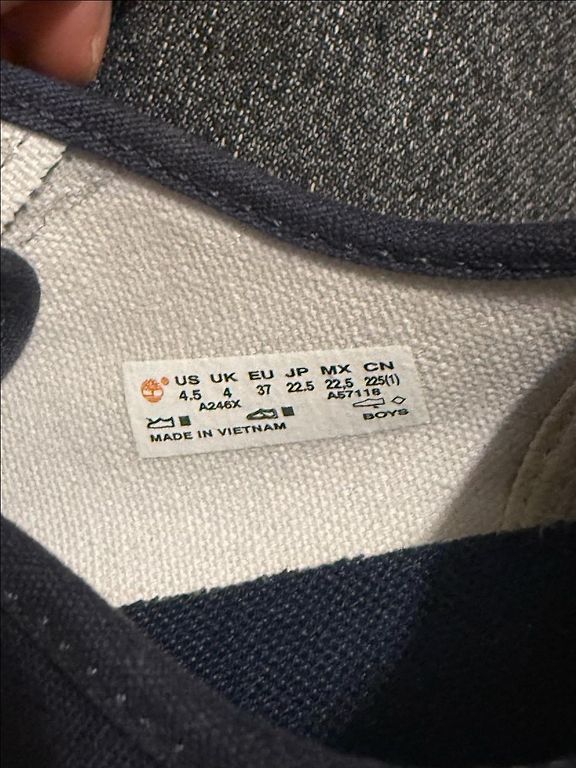 US UK EU JP MX CN
4.5 4 37 22.5 22,5 225(1)
A246X A5711B
BOYS
MADE IN VIETNAM